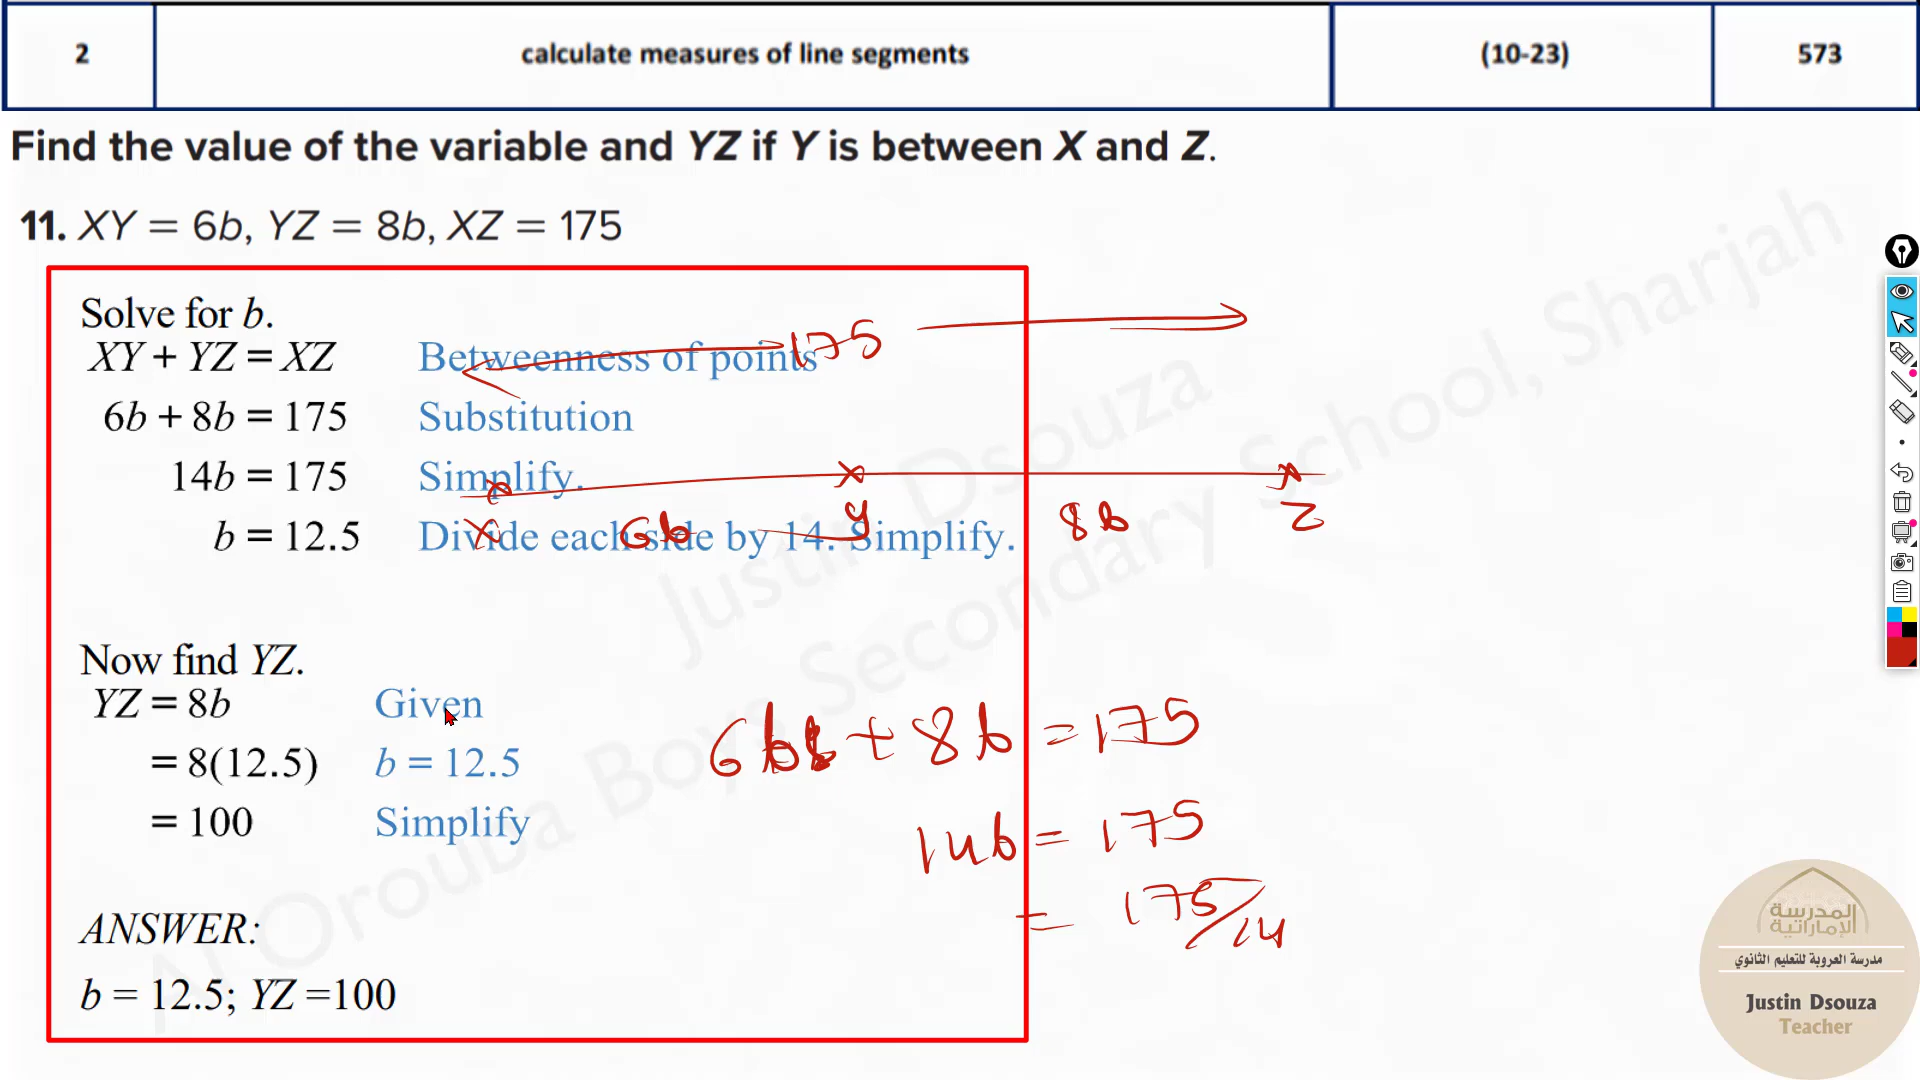 2 calculate measures of line segments (10-23) 573
Find the value of the variable and YZ if Y is between X and Z.
11. XY = 6b, YZ = 8b, XZ = 175
Solve for b.
XY + YZ = XZ Betweenness of points
175
6b + 8b = 175 Substitution
14b = 175 Simplify.
b = 12.5 Divide each side by 14. Simplify.
X 6b y 8b Z
Now find YZ.
YZ = 8b Given
= 8(12.5) b = 12.5
= 100 Simplify
6b + 8b = 175
14b = 175
= 175/14
ANSWER:
b = 12.5; YZ =100
Justin Dsouza
Al Orouba Boys Secondary School, Sharjah
المدرسة
الإماراتية
مدرسة العروبة للتعليم الثانوي
Justin Dsouza
Teacher